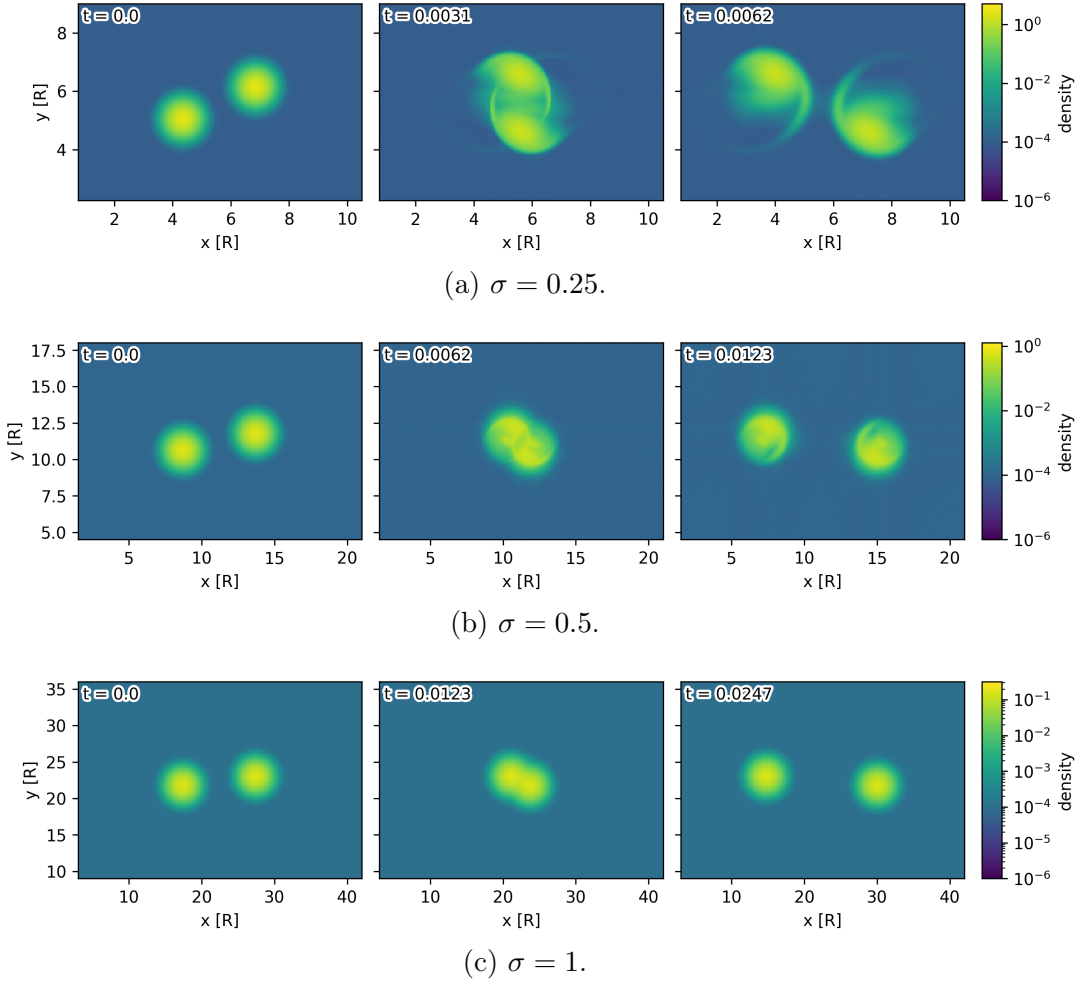 t = 0.0 t = 0.0031 t = 0.0062
8 6 4
y [R]
2 4 6 8 10 2 4 6 8 10 2 4 6 8 10
x [R] x [R] x [R]
10⁰ 10⁻² 10⁻⁴ 10⁻⁶
density
(a) σ = 0.25.
t = 0.0 t = 0.0062 t = 0.0123
17.5 15.0 12.5 10.0 7.5 5.0
y [R]
5 10 15 20 5 10 15 20 5 10 15 20
x [R] x [R] x [R]
10⁰ 10⁻² 10⁻⁴ 10⁻⁶
density
(b) σ = 0.5.
t = 0.0 t = 0.0123 t = 0.0247
35 30 25 20 15 10
y [R]
10 20 30 40 10 20 30 40 10 20 30 40
x [R] x [R] x [R]
10⁻¹ 10⁻² 10⁻³ 10⁻⁴ 10⁻⁵ 10⁻⁶
density
(c) σ = 1.